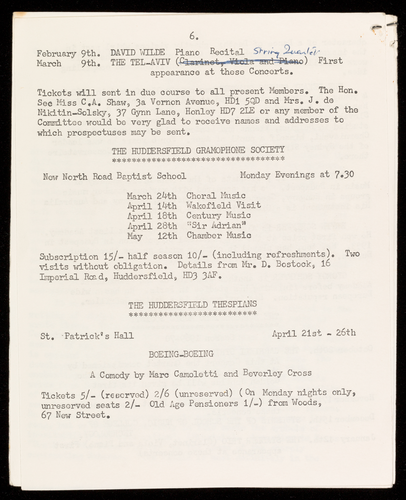 6.
February 9th. DAVID WILDE Piano Recital String Quartet
March 9th. THE TEL-AVIV (Clarinet, Viola and Piano) First
appearance at these Concerts.
Tickets will sent in due course to all present Members. The Hon.
Sec Miss C.A. Shaw, 3a Vernon Avenue, HD1 5QD and Mrs. J. de
Nikitin-Solsky, 37 Gynn Lane, Honley HD7 2LE or any member of the
Committee would be very glad to receive names and addresses to
which prospectuses may be sent.
THE HUDDERSFIELD GRAMOPHONE SOCIETY
***********************************
New North Road Baptist School Monday Evenings at 7.30
March 24th Choral Music
April 14th Wakefield Visit
April 18th Century Music
April 28th "Sir Adrian"
May 12th Chamber Music
Subscription 15/- half season 10/- (including refreshments). Two
visits without obligation. Details from Mr. D. Bostock, 16
Imperial Road, Huddersfield, HD3 3AF.
THE HUDDERSFIELD THESPIANS
**************************
St. Patrick's Hall April 21st - 26th
BOEING-BOEING
A Comedy by Marc Camoletti and Beverley Cross
Tickets 5/- (reserved) 2/6 (unreserved) (On Monday nights only,
unreserved seats 2/- Old Age Pensioners 1/-) from Woods,
67 New Street.